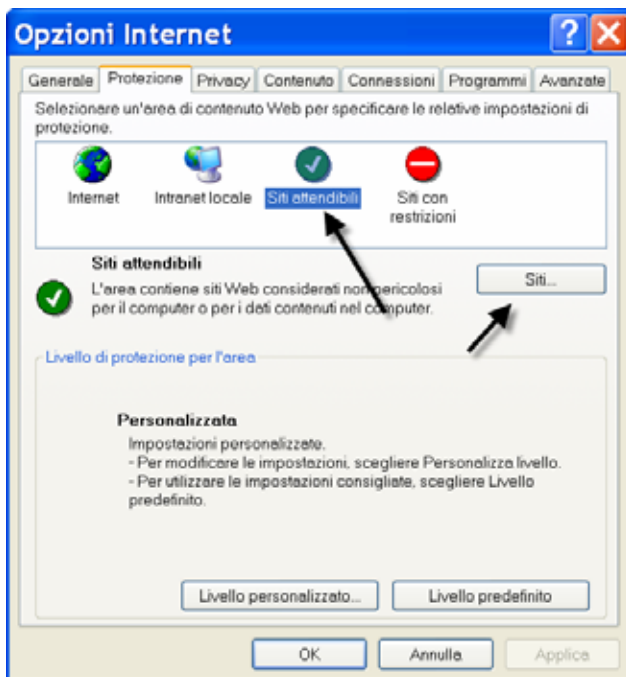 Opzioni Internet
Generale Protezione Privacy Contenuto Connessioni Programmi Avanzate
Selezionare un'area di contenuto Web per specificare le relative impostazioni di
protezione.
Internet Intranet locale Siti attendibili Siti con
restrizioni
Siti attendibili
L'area contiene siti Web considerati non pericolosi
per il computer o per i dati contenuti nel computer.
Siti...
Livello di protezione per l'area
Personalizzata
Impostazioni personalizzate.
- Per modificare le impostazioni, scegliere Personalizza livello.
- Per utilizzare le impostazioni consigliate, scegliere Livello
predefinito.
Livello personalizzato... Livello predefinito
OK Annulla Applica